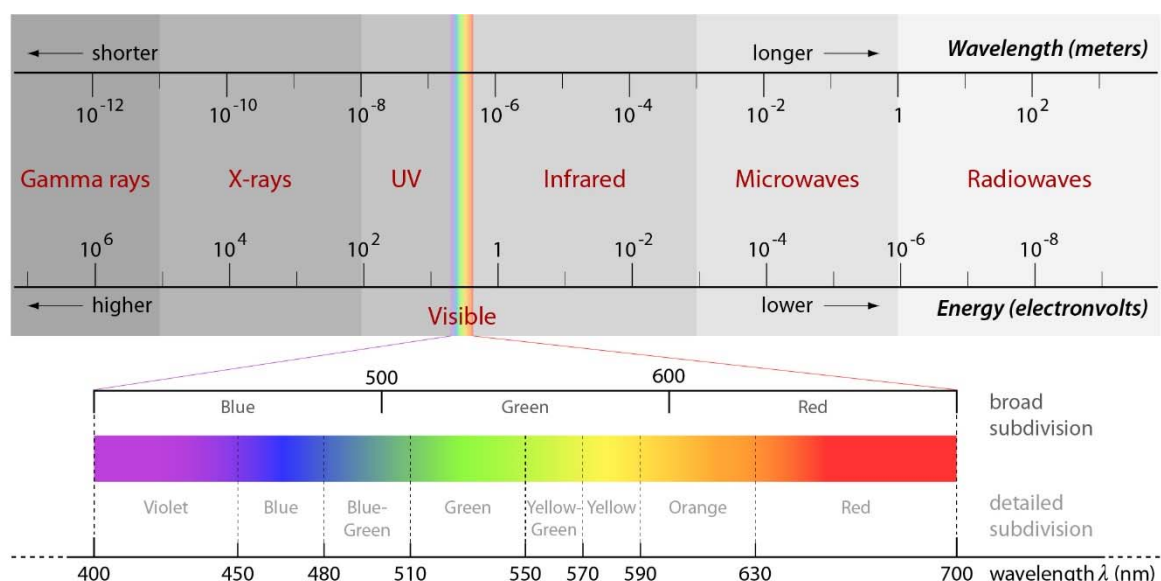 ← shorter longer → Wavelength (meters)
10⁻¹² 10⁻¹⁰ 10⁻⁸ 10⁻⁶ 10⁻⁴ 10⁻² 1 10²
Gamma rays X-rays UV Infrared Microwaves Radiowaves
10⁶ 10⁴ 10² 1 10⁻² 10⁻⁴ 10⁻⁶ 10⁻⁸
← higher lower → Energy (electronvolts)
Visible
500 600
Blue Green Red broad
subdivision
Violet Blue Blue- Green Yellow- Yellow Orange Red detailed
Green Green subdivision
400 450 480 510 550 570 590 630 700 wavelength λ (nm)